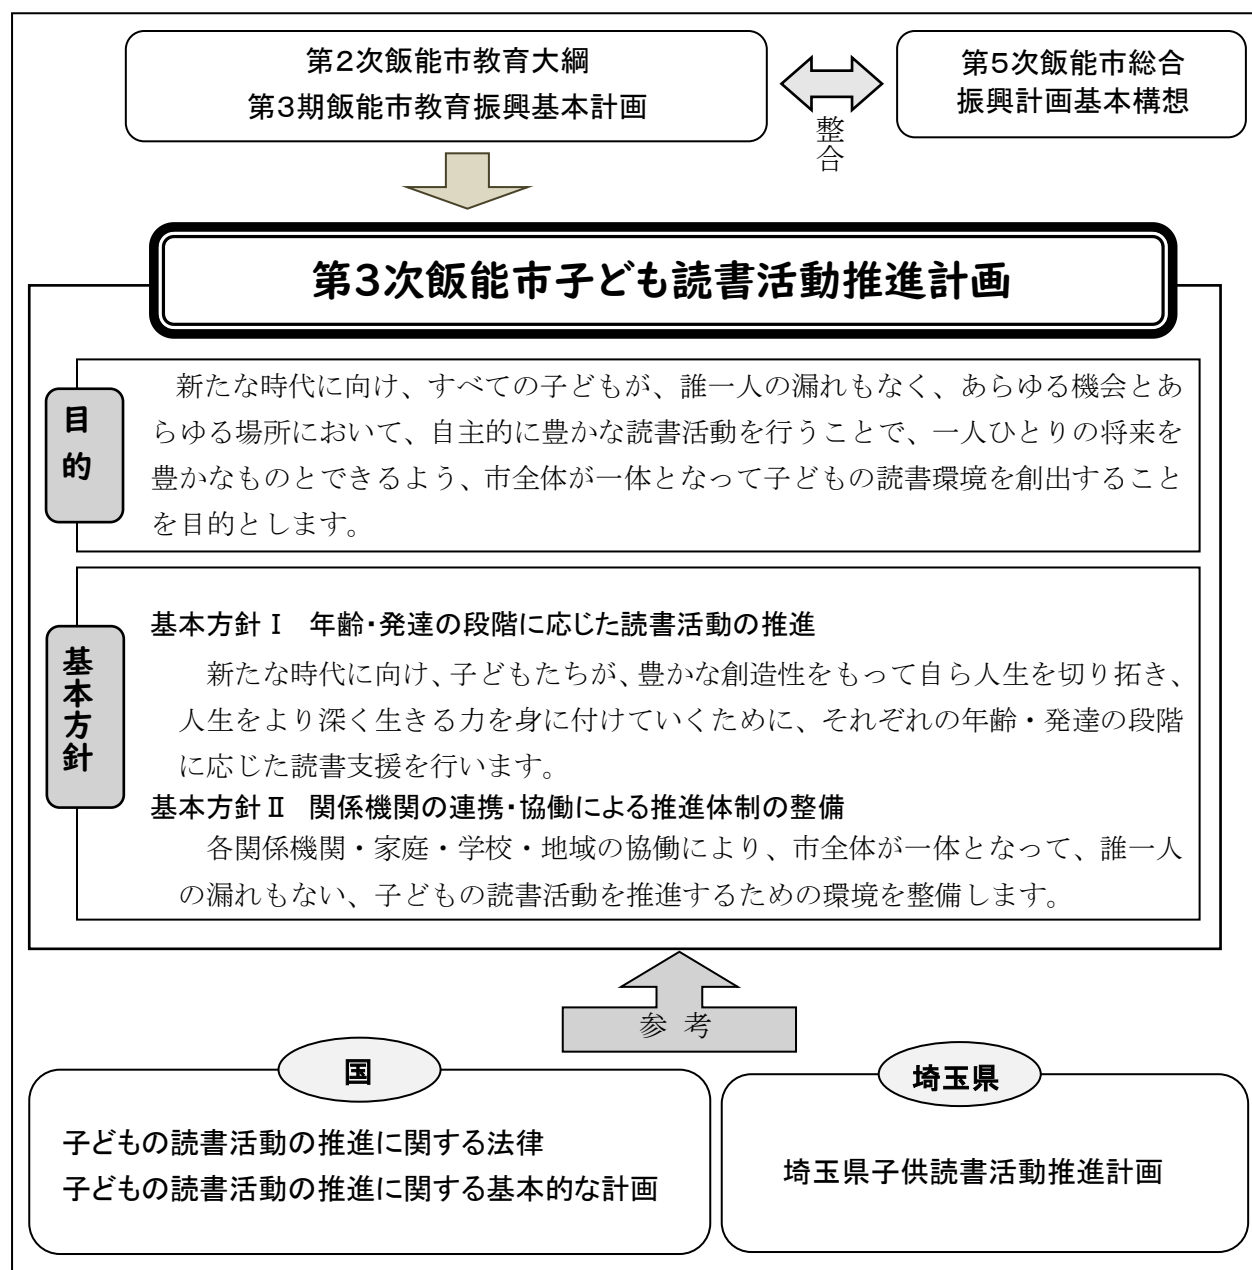 第2次飯能市教育大綱
第3期飯能市教育振興基本計画
整合
第5次飯能市総合
振興計画基本構想
第3次飯能市子ども読書活動推進計画
目的
新たな時代に向け、すべての子どもが、誰一人の漏れもなく、あらゆる機会とあ
らゆる場所において、自主的に豊かな読書活動を行うことで、一人ひとりの将来を
豊かなものとできるよう、市全体が一体となって子どもの読書環境を創出すること
を目的とします。
基本方針
基本方針Ⅰ 年齢・発達の段階に応じた読書活動の推進
新たな時代に向け、子どもたちが、豊かな創造性をもって自ら人生を切り拓き、
人生をより深く生きる力を身に付けていくために、それぞれの年齢・発達の段階
に応じた読書支援を行います。
基本方針Ⅱ 関係機関の連携・協働による推進体制の整備
各関係機関・家庭・学校・地域の協働により、市全体が一体となって、誰一人
の漏れもない、子どもの読書活動を推進するための環境を整備します。
参 考
国
子どもの読書活動の推進に関する法律
子どもの読書活動の推進に関する基本的な計画
埼玉県
埼玉県子供読書活動推進計画